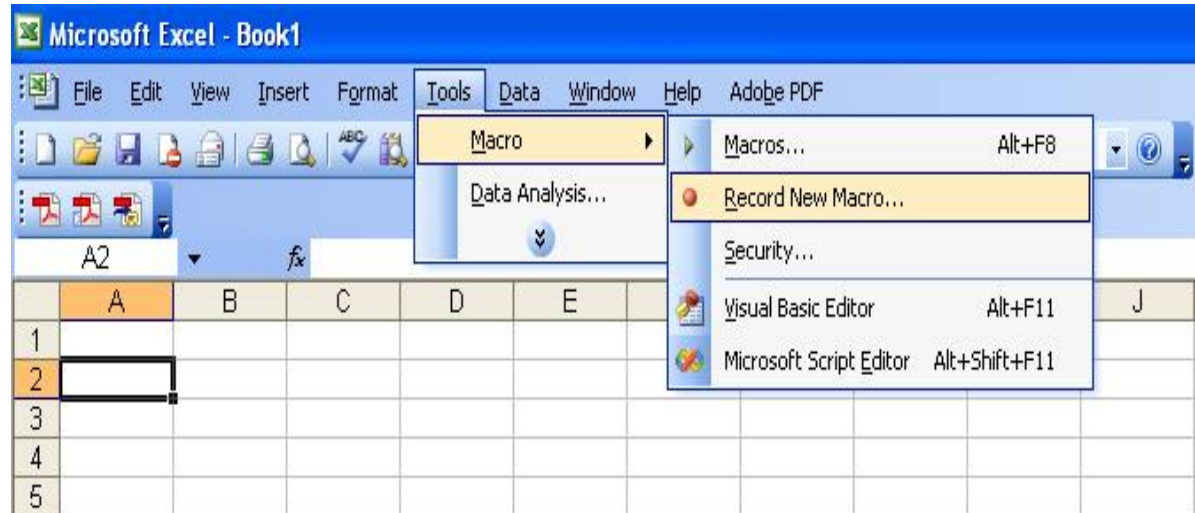 Microsoft Excel - Book1
File Edit View Insert Format Tools Data Window Help Adobe PDF
ABC
Macro
Data Analysis...
Macros... Alt+F8
Record New Macro...
Security...
Visual Basic Editor Alt+F11
Microsoft Script Editor Alt+Shift+F11
A2 fx
A B C D E J
1
2
3
4
5